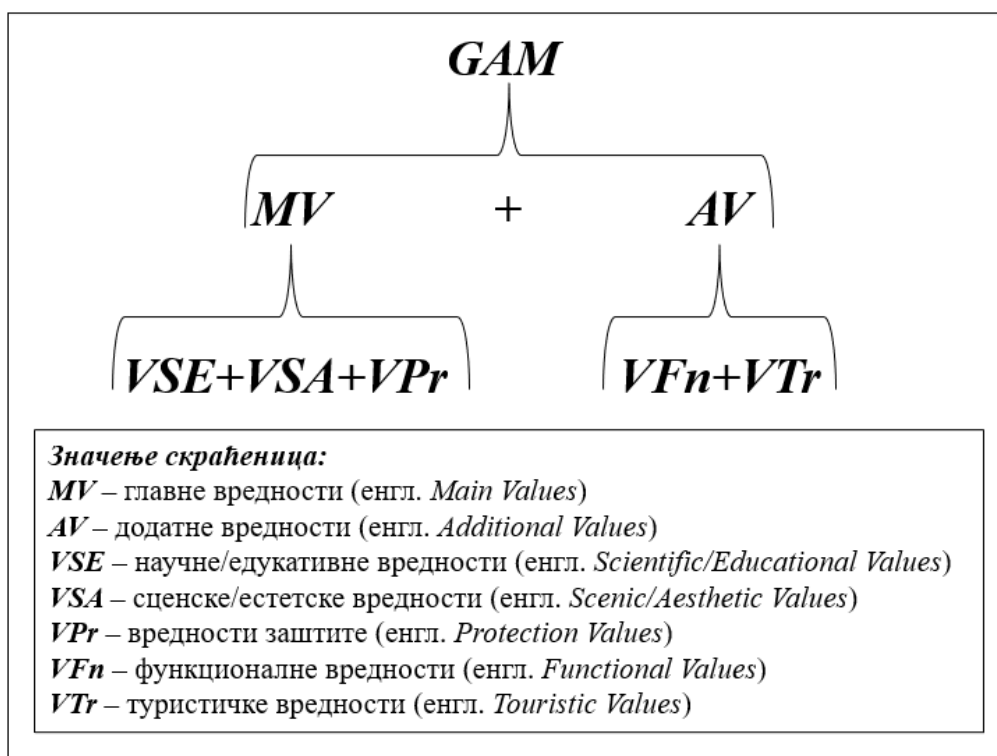 GAM
MV + AV
VSE+VSA+VPr VFn+VTr
Значење скраћеница:
MV – главне вредности (енгл. Main Values)
AV – додатне вредности (енгл. Additional Values)
VSE – научне/едукативне вредности (енгл. Scientific/Educational Values)
VSA – сценске/естетске вредности (енгл. Scenic/Aesthetic Values)
VPr – вредности заштите (енгл. Protection Values)
VFn – функционалне вредности (енгл. Functional Values)
VTr – туристичке вредности (енгл. Touristic Values)